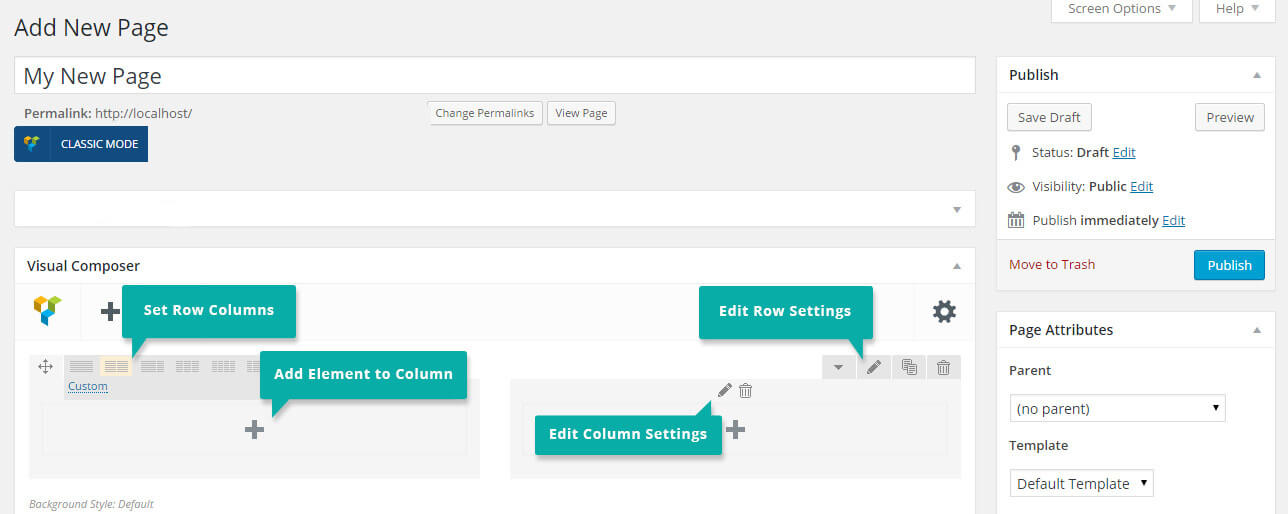 Add New Page
Screen Options
Help
My New Page
Permalink: http://localhost/
Change Permalinks
View Page
CLASSIC MODE
Publish
Save Draft
Preview
Status: Draft Edit
Visibility: Public Edit
Publish immediately Edit
Move to Trash
Publish
Visual Composer
Set Row Columns
Edit Row Settings
Custom
Add Element to Column
Edit Column Settings
Background Style: Default
Page Attributes
Parent
(no parent)
Template
Default Template